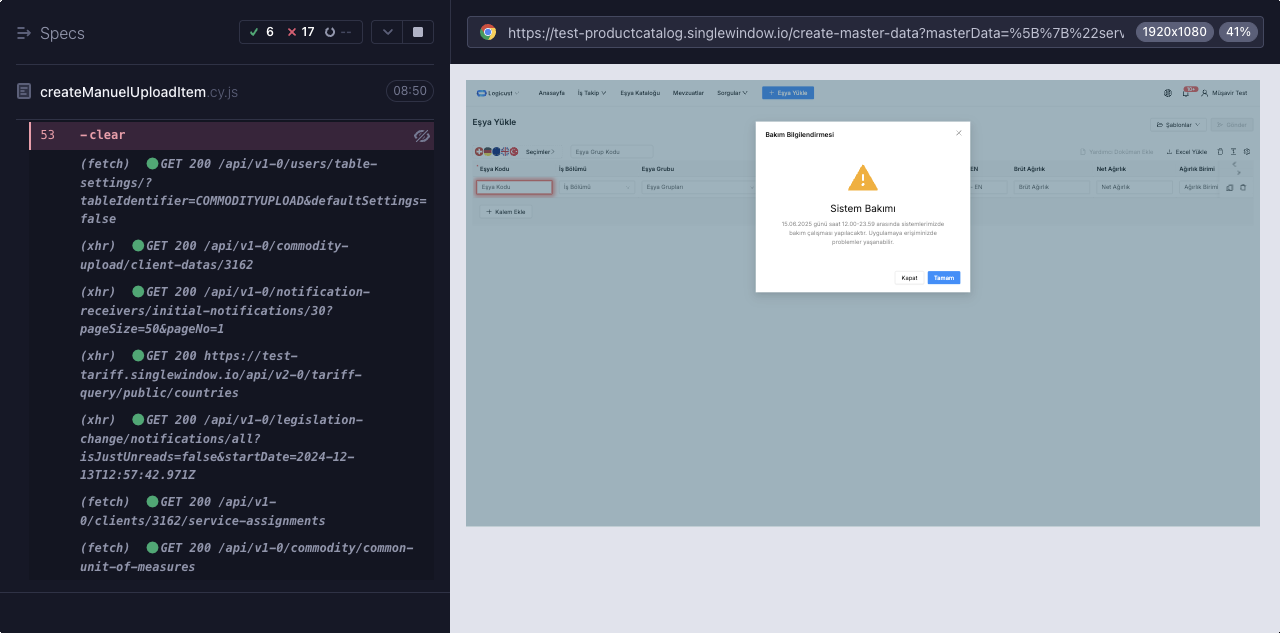 Specs
6 17 --
createManuelUploadItem.cy.js
08:50
53 -clear
(fetch) GET 200 /api/v1-0/users/table-
settings/?
tableIdentifier=COMMODITYUPLOAD&defaultSettings=
false
(xhr) GET 200 /api/v1-0/commodity-
upload/client-datas/3162
(xhr) GET 200 /api/v1-0/notification-
receivers/initial-notifications/30?
pageSize=50&pageNo=1
(xhr) GET 200 https://test-
tariff.singlewindow.io/api/v2-0/tariff-
query/public/countries
(xhr) GET 200 /api/v1-0/legislation-
change/notifications/all?
isJustUnreads=false&startDate=2024-12-
13T12:57:42.971Z
(fetch) GET 200 /api/v1-
0/clients/3162/service-assignments
(fetch) GET 200 /api/v1-0/commodity/common-
unit-of-measures
https://test-productcatalog.singlewindow.io/create-master-data?masterData=%5B%7B%22serv
1920x1080
41%
Logicust Anasayfa İş Takip Eşya Kataloğu Mevzuatlar Sorgular + Eşya Yükle
Müşavir Test
Eşya Yükle
Şablonlar
Gönder
Seçimler
Eşya Grup Kodu
Excel Yükle
Eşya Kodu İş Bölümü Eşya Grubu EN Brüt Ağırlık Net Ağırlık Ağırlık Birimi
Eşya Kodu İş Bölümü Eşya Grupları - EN Brüt Ağırlık Net Ağırlık Ağırlık Birimi
+ Kalem Ekle
Bakım Bilgilendirmesi
Sistem Bakımı
15.06.2025 günü saat 12.00-23.59 arasında sistemlerimizde
bakım çalışması yapılacaktır. Uygulamaya erişiminizde
problemler yaşanabilir.
Kapat
Tamam